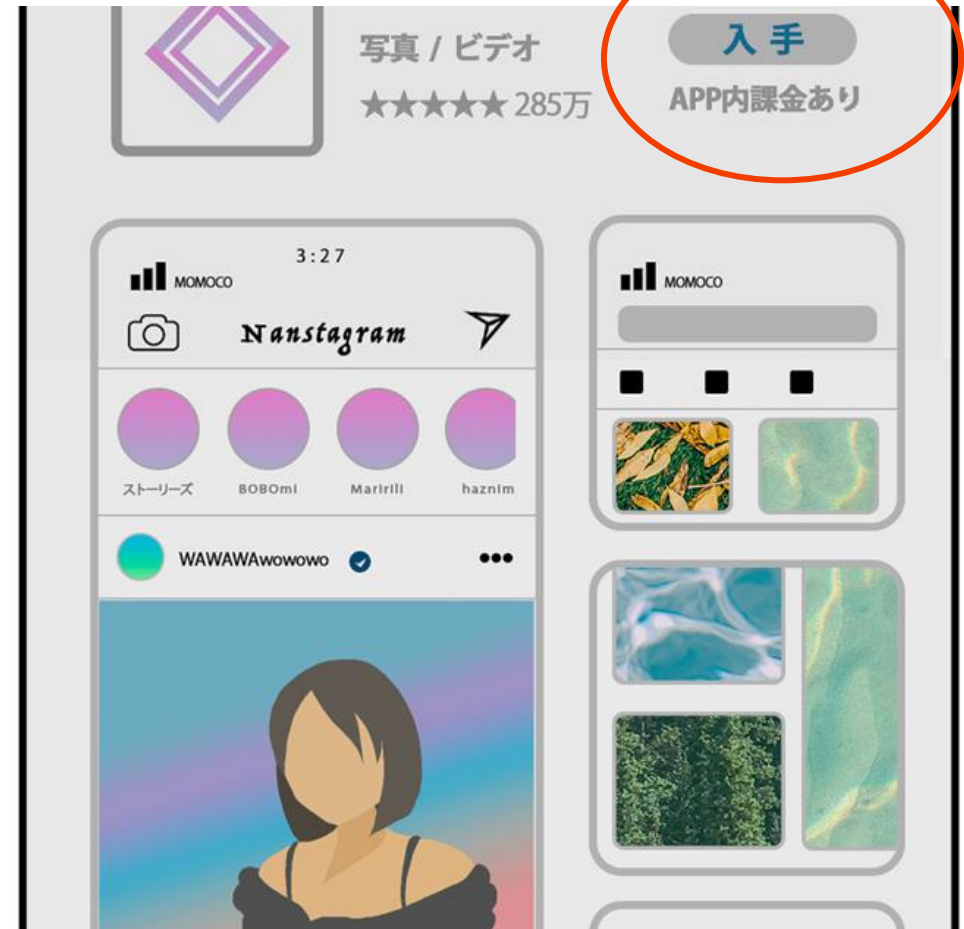 写真 / ビデオ
★★★★★ 285万
入手
APP内課金あり
3:27
MOMOCO
Nanstagram
ストーリーズ
BOBOmi
Maririli
haznim
WAWAWAwowowo
•••
MOMOCO